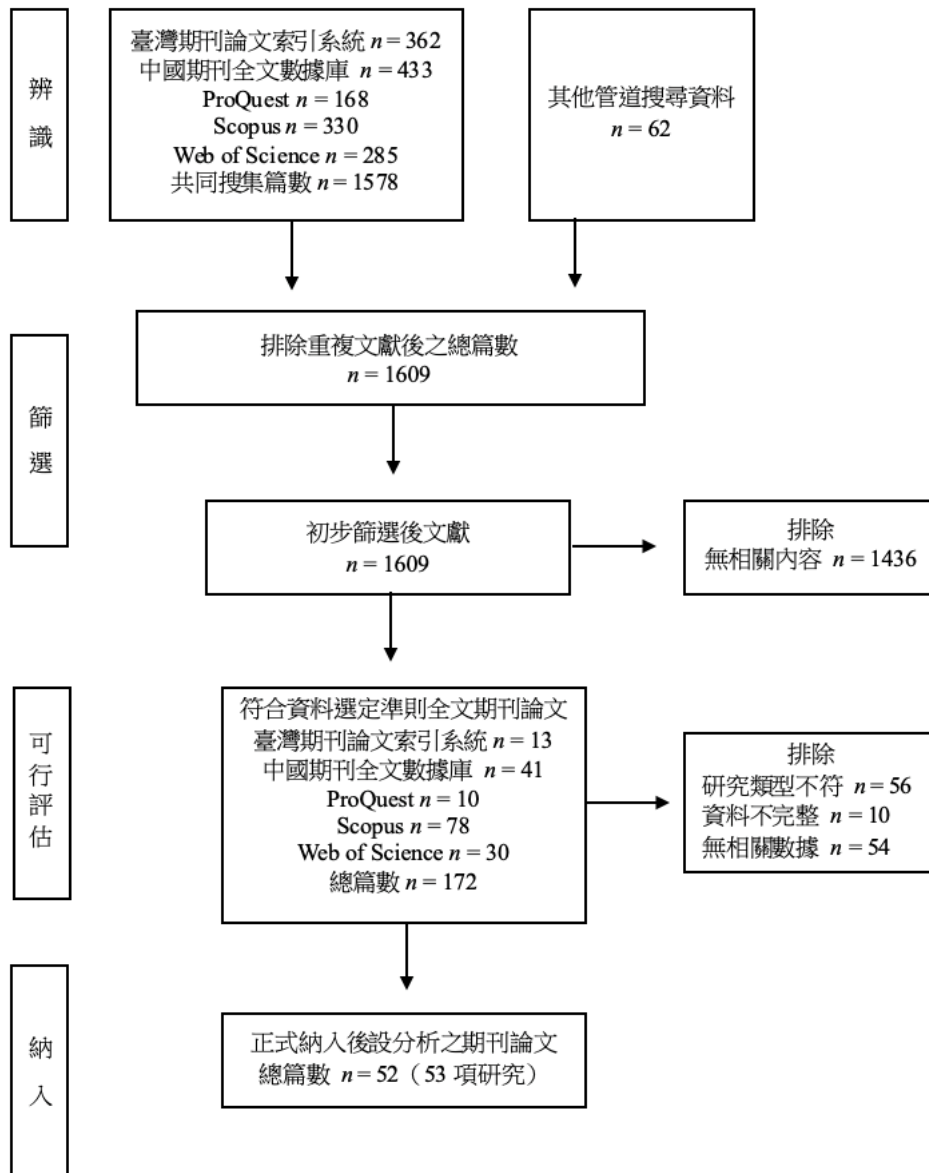 辨識
臺灣期刊論文索引系統 n = 362
中國期刊全文數據庫 n = 433
ProQuest n = 168
Scopus n = 330
Web of Science n = 285
共同搜集篇數 n = 1578
其他管道搜尋資料
n = 62
篩選
排除重複文獻後之總篇數
n = 1609
初步篩選後文獻
n = 1609
排除
無相關內容 n = 1436
可行評估
符合資料選定準則全文期刊論文
臺灣期刊論文索引系統 n = 13
中國期刊全文數據庫 n = 41
ProQuest n = 10
Scopus n = 78
Web of Science n = 30
總篇數 n = 172
排除
研究類型不符 n = 56
資料不完整 n = 10
無相關數據 n = 54
納入
正式納入後設分析之期刊論文
總篇數 n = 52（53 項研究）